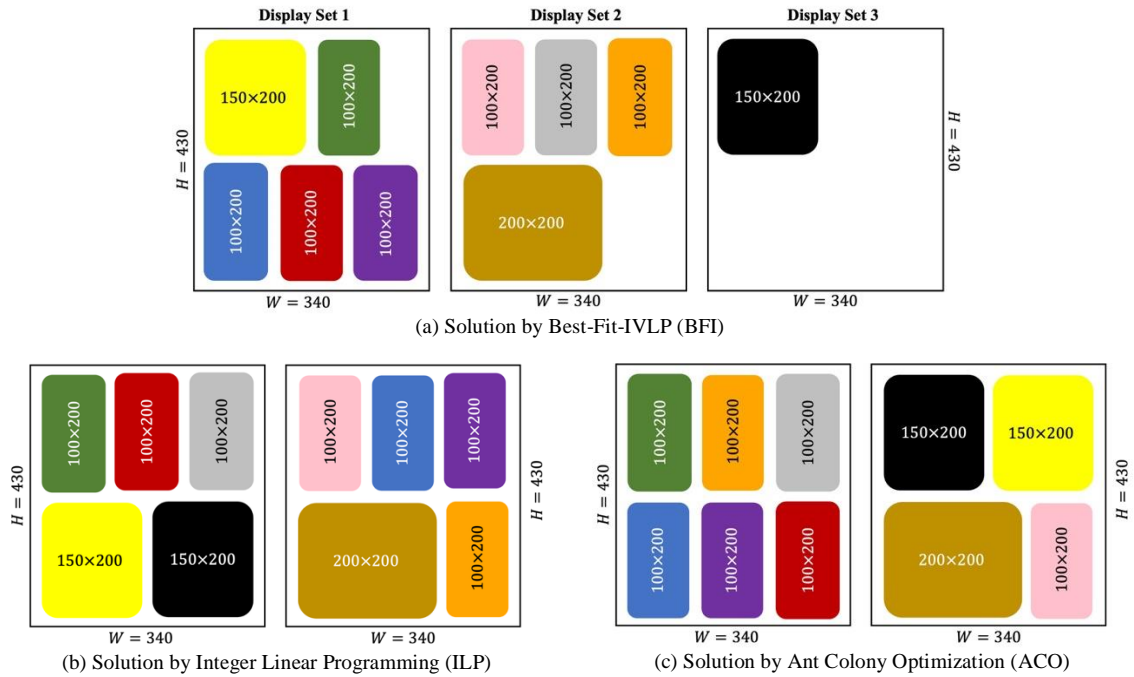 Display Set 1
Display Set 2
Display Set 3
150×200
100×200
100×200
100×200
100×200
H = 430
W = 340
100×200
100×200
100×200
200×200
W = 340
150×200
H = 430
W = 340
(a) Solution by Best-Fit-IVLP (BFI)
100×200
100×200
100×200
150×200
150×200
H = 430
W = 340
100×200
100×200
100×200
200×200
100×200
H = 430
W = 340
(b) Solution by Integer Linear Programming (ILP)
100×200
100×200
100×200
100×200
100×200
100×200
H = 430
W = 340
150×200
150×200
200×200
100×200
H = 430
W = 340
(c) Solution by Ant Colony Optimization (ACO)